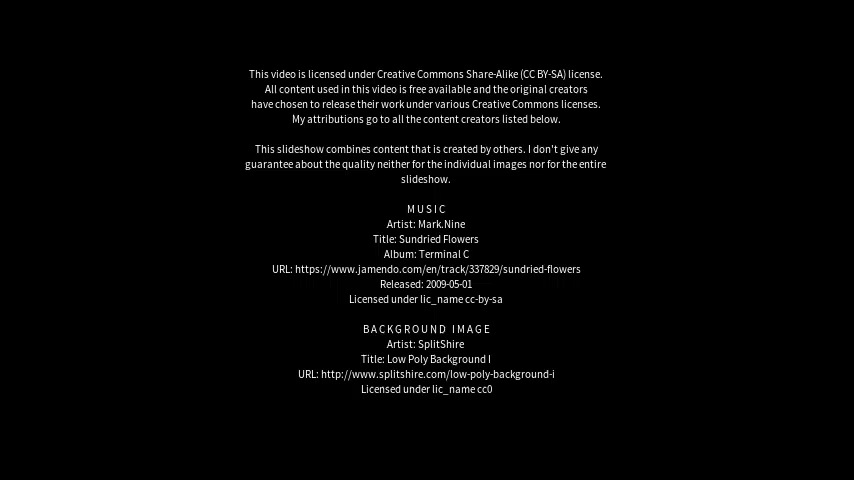 This video is licensed under Creative Commons Share-Alike (CC BY-SA) license.
All content used in this video is free available and the original creators
have chosen to release their work under various Creative Commons licenses.
My attributions go to all the content creators listed below.
This slideshow combines content that is created by others. I don't give any
guarantee about the quality neither for the individual images nor for the entire
slideshow.
MUSIC
Artist: Mark.Nine
Title: Sundried Flowers
Album: Terminal C
URL: https://www.jamendo.com/en/track/337829/sundried-flowers
Released: 2009-05-01
Licensed under lic_name cc-by-sa
BACKGROUND IMAGE
Artist: SplitShire
Title: Low Poly Background I
URL: http://www.splitshire.com/low-poly-background-i
Licensed under lic_name cc0